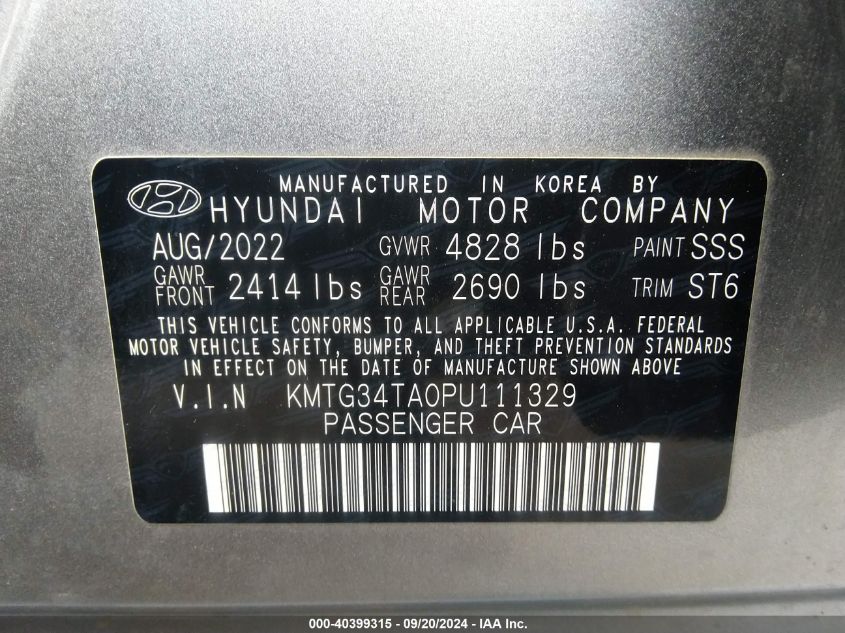 MANUFACTURED IN KOREA BY
HYUNDAI MOTOR COMPANY
AUG/2022 GVWR 4828 lbs PAINT SSS
GAWR FRONT 2414 lbs GAWR REAR 2690 lbs TRIM ST6
THIS VEHICLE CONFORMS TO ALL APPLICABLE U.S.A. FEDERAL
MOTOR VEHICLE SAFETY, BUMPER, AND THEFT PREVENTION STANDARDS
IN EFFECT ON THE DATE OF MANUFACTURE SHOWN ABOVE
V.I.N KMTG34TA0PU111329
PASSENGER CAR
000-40399315 - 09/20/2024 - IAA Inc.